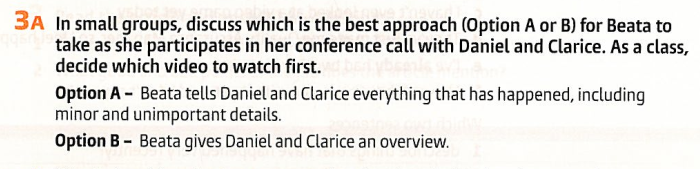 3A In small groups, discuss which is the best approach (Option A or B) for Beata to
take as she participates in her conference call with Daniel and Clarice. As a class,
decide which video to watch first.
Option A – Beata tells Daniel and Clarice everything that has happened, including
minor and unimportant details.
Option B – Beata gives Daniel and Clarice an overview.